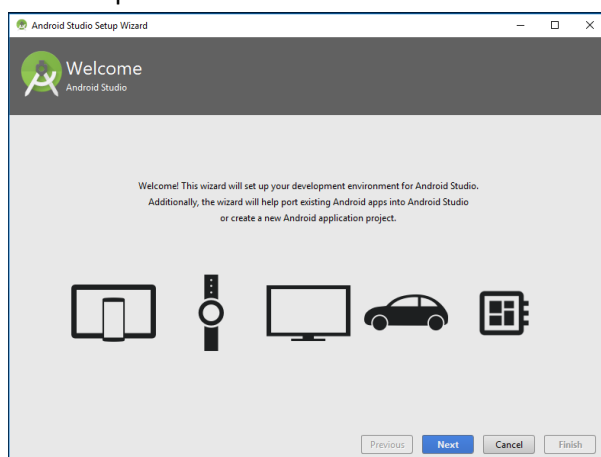 Android Studio Setup Wizard
Welcome
Android Studio
Welcome! This wizard will set up your development environment for Android Studio.
Additionally, the wizard will help port existing Android apps into Android Studio
or create a new Android application project.
Previous Next Cancel Finish